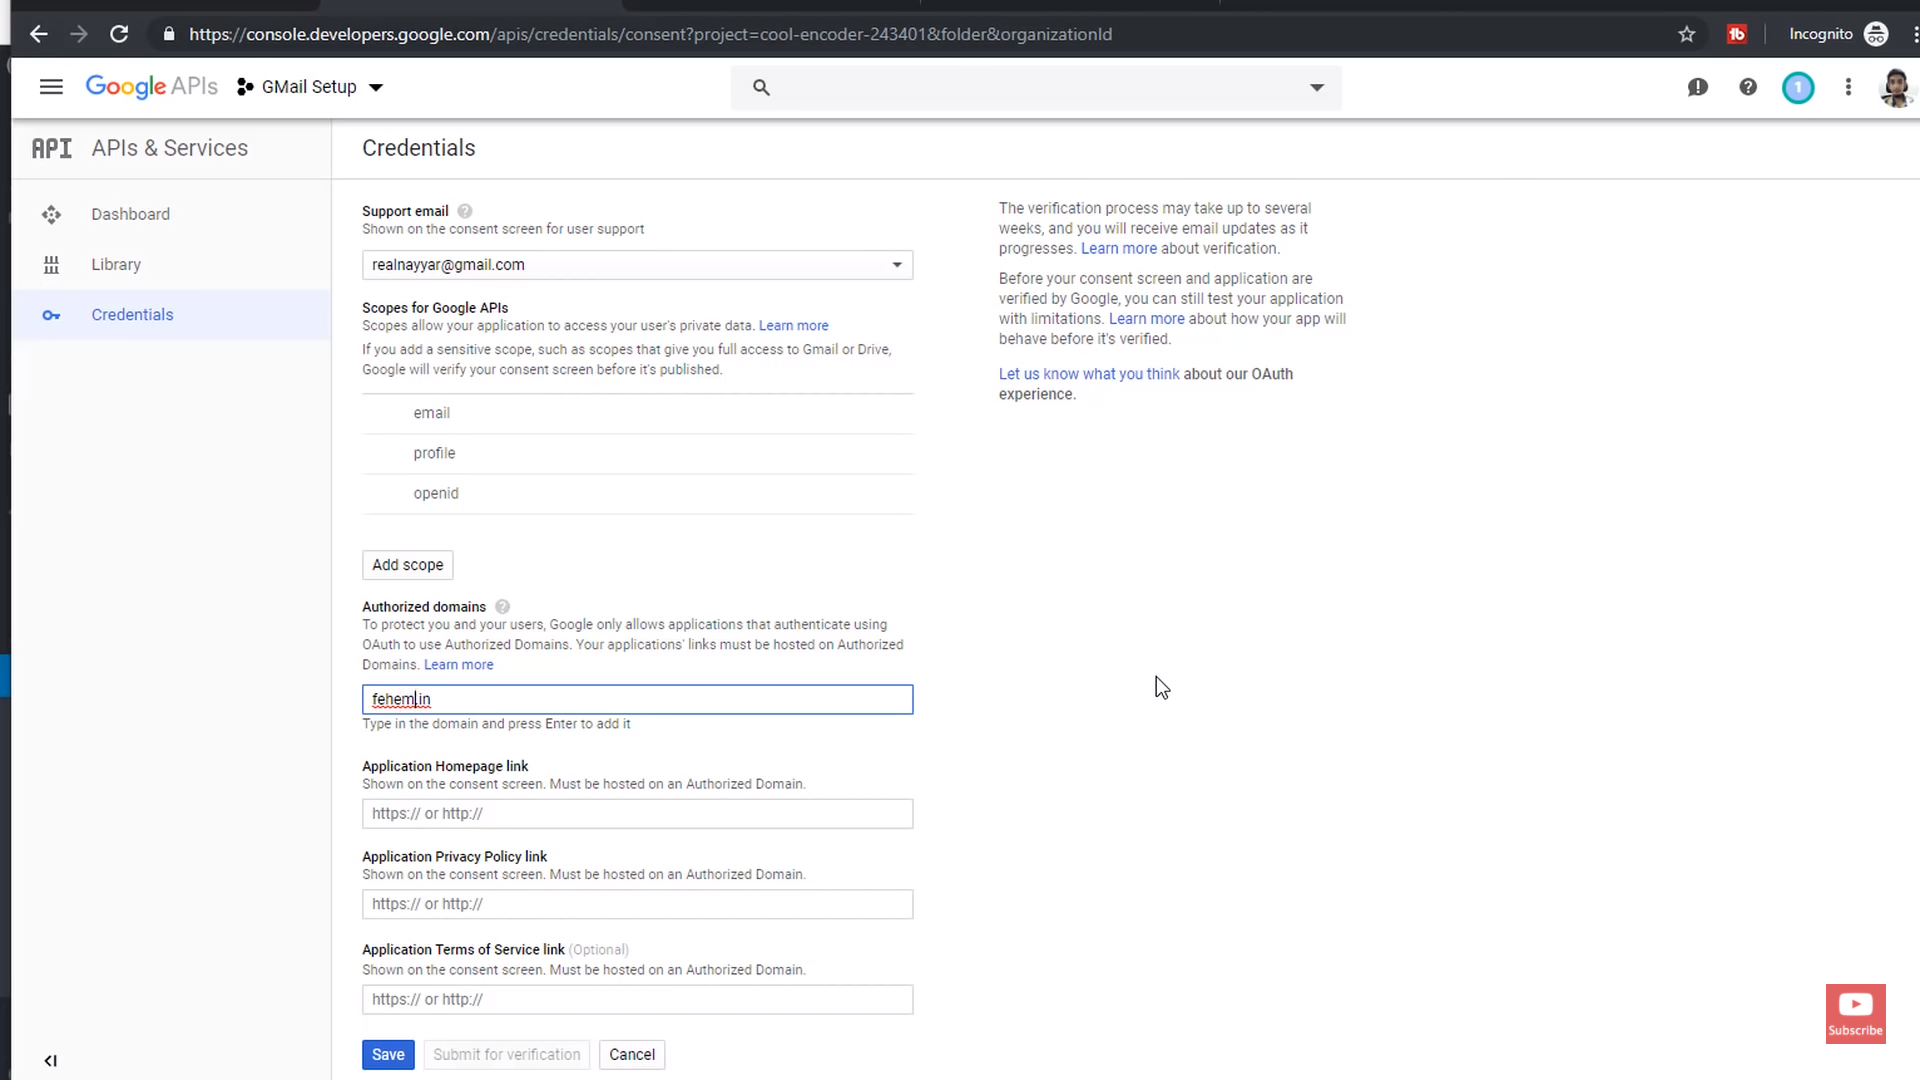 https://console.developers.google.com/apis/credentials/consent?project=cool-encoder-243401&folder&organizationId
Incognito
Google APIs
GMail Setup
1
API APIs & Services
Credentials
Dashboard
Library
Credentials
Support email
Shown on the consent screen for user support
realnayyar@gmail.com
Scopes for Google APIs
Scopes allow your application to access your user's private data. Learn more
If you add a sensitive scope, such as scopes that give you full access to Gmail or Drive,
Google will verify your consent screen before it's published.
email
profile
openid
Add scope
Authorized domains
To protect you and your users, Google only allows applications that authenticate using
OAuth to use Authorized Domains. Your applications' links must be hosted on Authorized
Domains. Learn more
fehem.in
Type in the domain and press Enter to add it
Application Homepage link
Shown on the consent screen. Must be hosted on an Authorized Domain.
https:// or http://
Application Privacy Policy link
Shown on the consent screen. Must be hosted on an Authorized Domain.
https:// or http://
Application Terms of Service link (Optional)
Shown on the consent screen. Must be hosted on an Authorized Domain.
https:// or http://
Save
Submit for verification
Cancel
The verification process may take up to several
weeks, and you will receive email updates as it
progresses. Learn more about verification.
Before your consent screen and application are
verified by Google, you can still test your application
with limitations. Learn more about how your app will
behave before it's verified.
Let us know what you think about our OAuth
experience.
Subscribe